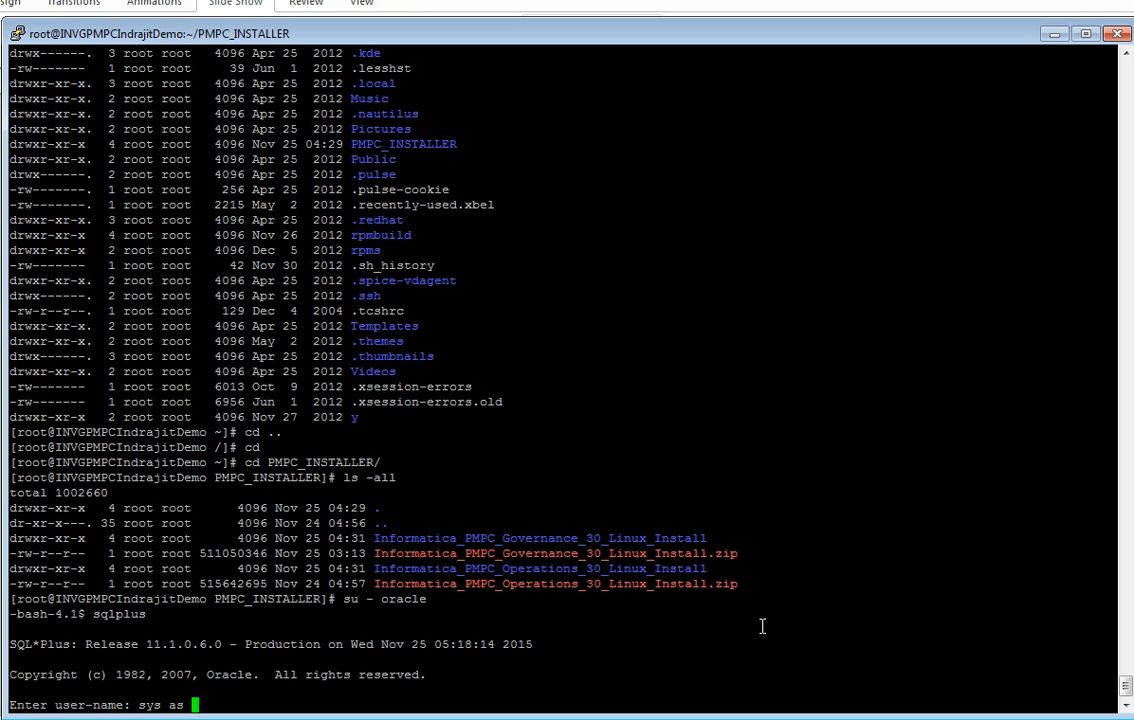 sign Transitions Animations Slide Show Review View
root@INVGPMPCIndrajitDemo:~/PMPC_INSTALLER
drwx------. 3 root root 4096 Apr 25 2012 .kde
-rw------- 1 root root 39 Jun 1 2012 .lesshst
drwxr-xr-x. 3 root root 4096 Apr 25 2012 .local
drwxr-xr-x. 2 root root 4096 Apr 25 2012 Music
drwxr-xr-x. 2 root root 4096 Apr 25 2012 .nautilus
drwxr-xr-x. 2 root root 4096 Apr 25 2012 Pictures
drwxr-xr-x 4 root root 4096 Nov 25 04:29 PMPC_INSTALLER
drwxr-xr-x. 2 root root 4096 Apr 25 2012 Public
drwx------. 2 root root 4096 Apr 25 2012 .pulse
-rw-------. 1 root root 256 Apr 25 2012 .pulse-cookie
-rw------- 1 root root 2215 May 2 2012 .recently-used.xbel
drwxr-xr-x. 3 root root 4096 Apr 25 2012 .redhat
drwxr-xr-x 4 root root 4096 Nov 26 2012 rpmbuild
drwxr-xr-x 2 root root 4096 Dec 5 2012 rpms
-rw------- 1 root root 42 Nov 30 2012 .sh_history
drwxr-xr-x. 2 root root 4096 Apr 25 2012 .spice-vdagent
drwx------. 2 root root 4096 Apr 25 2012 .ssh
-rw-r--r--. 1 root root 129 Dec 4 2004 .tcshrc
drwxr-xr-x. 2 root root 4096 Apr 25 2012 Templates
drwxr-xr-x 2 root root 4096 May 2 2012 .themes
drwx------. 3 root root 4096 Apr 25 2012 .thumbnails
drwxr-xr-x. 2 root root 4096 Apr 25 2012 Videos
-rw------- 1 root root 6013 Oct 9 2012 .xsession-errors
-rw------- 1 root root 6956 Jun 1 2012 .xsession-errors.old
drwxr-xr-x 2 root root 4096 Nov 27 2012 y
[root@INVGPMPCIndrajitDemo ~]# cd ..
[root@INVGPMPCIndrajitDemo /]# cd
[root@INVGPMPCIndrajitDemo ~]# cd PMPC_INSTALLER/
[root@INVGPMPCIndrajitDemo PMPC_INSTALLER]# ls -all
total 1002660
drwxr-xr-x 4 root root 4096 Nov 25 04:29 .
dr-xr-x---. 35 root root 4096 Nov 24 04:56 ..
drwxr-xr-x 4 root root 4096 Nov 25 04:31 Informatica_PMPC_Governance_30_Linux_Install
-rw-r--r-- 1 root root 511050346 Nov 25 03:13 Informatica_PMPC_Governance_30_Linux_Install.zip
drwxr-xr-x 4 root root 4096 Nov 25 04:31 Informatica_PMPC_Operations_30_Linux_Install
-rw-r--r-- 1 root root 515642695 Nov 24 04:57 Informatica_PMPC_Operations_30_Linux_Install.zip
[root@INVGPMPCIndrajitDemo PMPC_INSTALLER]# su - oracle
-bash-4.1$ sqlplus
SQL*Plus: Release 11.1.0.6.0 - Production on Wed Nov 25 05:18:14 2015
Copyright (c) 1982, 2007, Oracle. All rights reserved.
Enter user-name: sys as